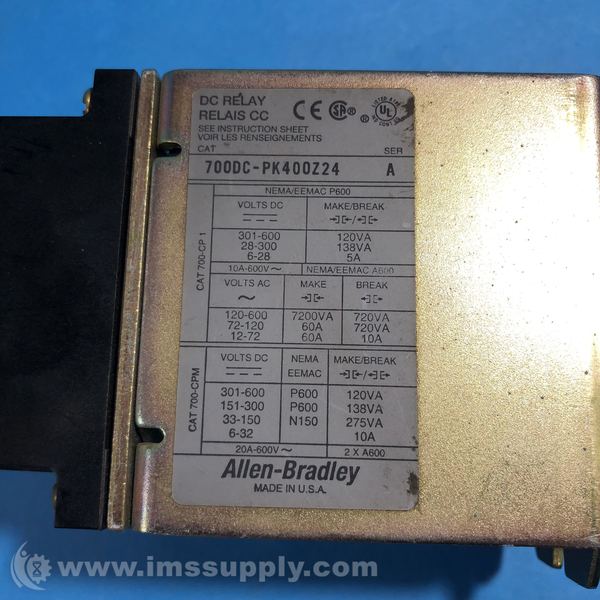 DC RELAY
RELAIS CC
CE SA ® ® UL
SEE INSTRUCTION SHEET
VOIR LES RENSEIGNEMENTS
CAT SER
700DC-PK400Z24 A
NEMA/EEMAC P600
CAT 700-CP1
VOLTS DC MAKE/BREAK
301-600 120VA
28-300 138VA
6-28 5A
10A-600V NEMA/EEMAC A600
VOLTS AC MAKE BREAK
120-600 7200VA 720VA
72-120 60A 720VA
12-72 60A 10A
CAT 700-CPM
VOLTS DC NEMA MAKE/BREAK
EEMAC
301-600 P600 120VA
151-300 P600 138VA
33-150 N150 275VA
6-32 10A
20A-600V 2 X A600
Allen-Bradley
MADE IN U.S.A.
www.imssupply.com